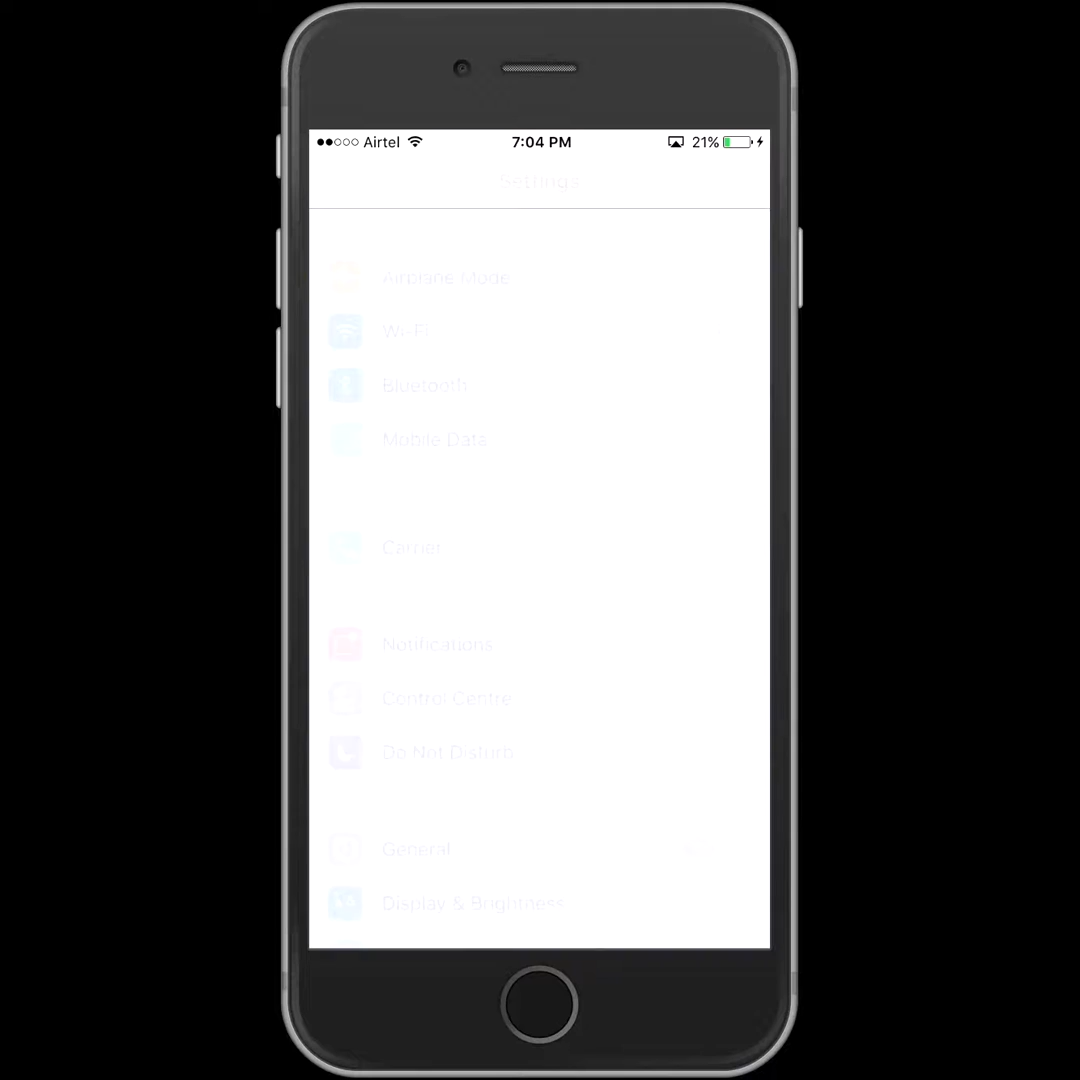 Airtel 7:04 PM 21%
Settings
Airplane Mode
Wi-Fi
Bluetooth
Mobile Data
Carrier
Notifications
Control Centre
Do Not Disturb
General
Display & Brightness